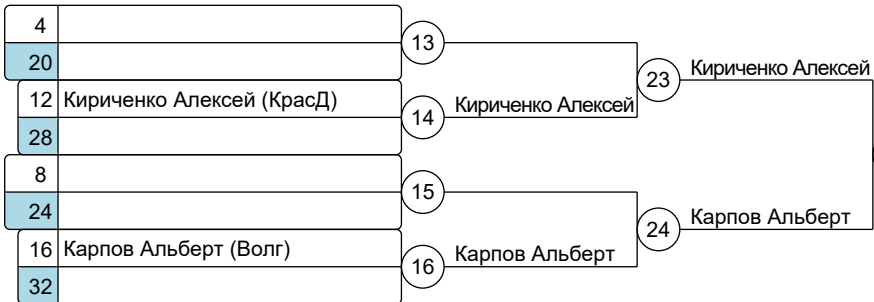 4
13
20
23 Кириченко Алексей
12 Кириченко Алексей (КрасД)
14 Кириченко Алексей
28
8
15
24
24 Карпов Альберт
16 Карпов Альберт (Волг)
16 Карпов Альберт
32